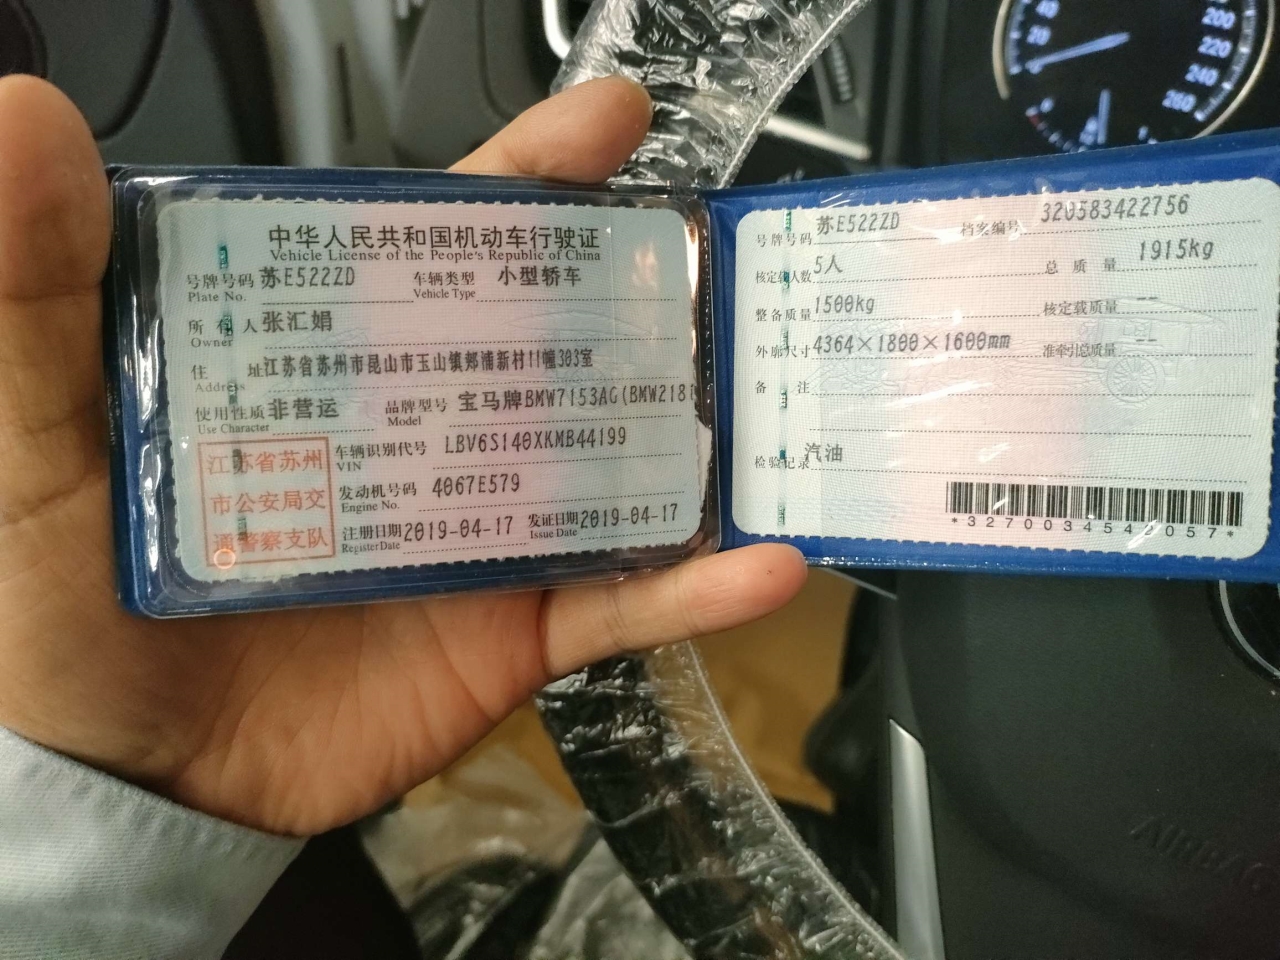 中华人民共和国机动车行驶证
Vehicle License of the People's Republic of China
号牌号码 苏E522ZD 车辆类型 小型轿车
Plate No. Vehicle Type
所有人 张汇娟
Owner
住址 江苏省苏州市昆山市玉山镇郏浦新村11幢303室
Address
使用性质 非营运 品牌型号 宝马牌BMW7153AG(BMW218
Use Character Model
江苏省苏州
市公安局交
通警察支队
车辆识别代号 LBV6S140XKMB44199
VIN
发动机号码 4067E579
Engine No.
注册日期 2019-04-17 发证日期 2019-04-17
Register Date Issue Date
号牌号码 苏E522ZD 档案编号 320583422756
核定载人数 5人 总质量 1915kg
整备质量 1500kg 核定载质量 --
外廓尺寸 4364×1800×1600mm 准牵引总质量 --
备注
检验记录 汽油
40
20
0
200
220
240
260
AIRBAG